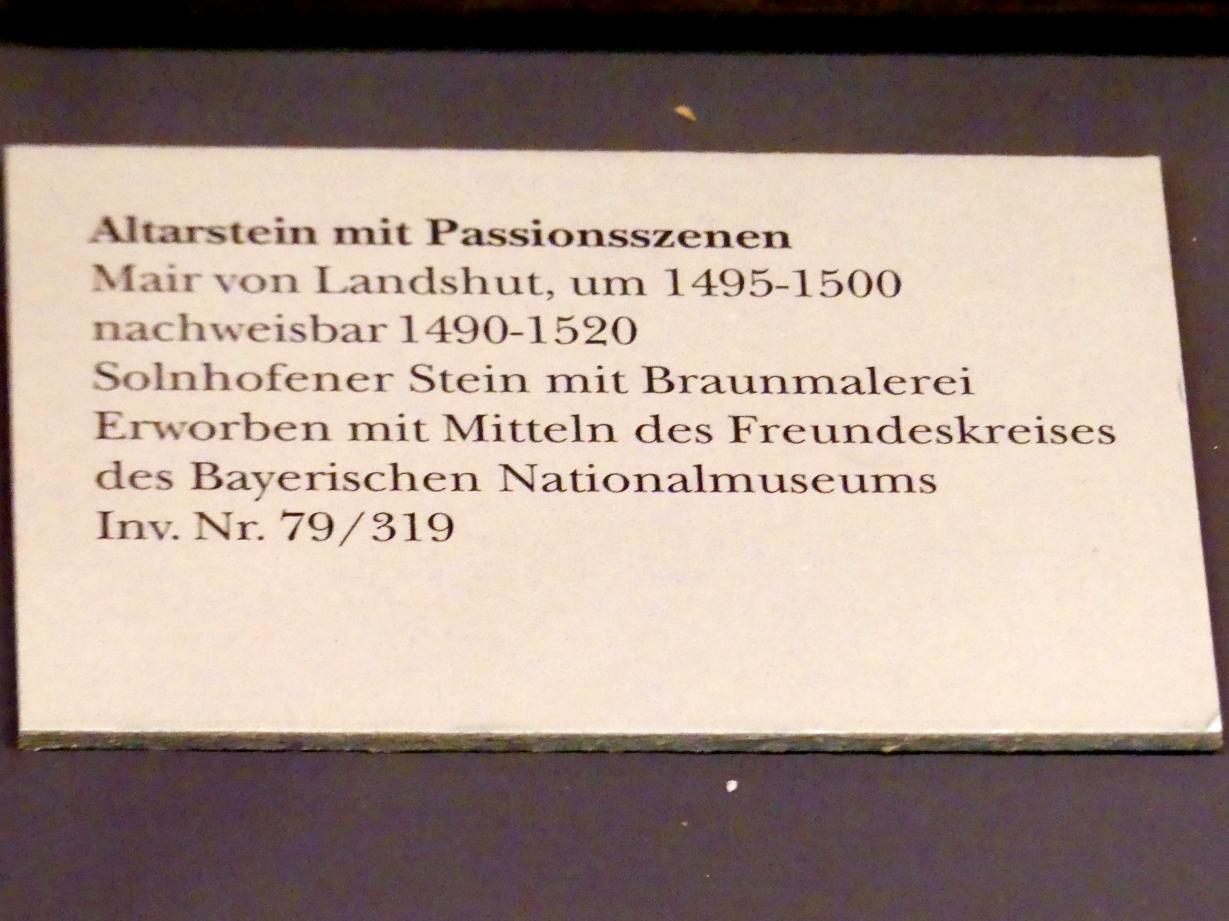 Altarstein mit Passionsszenen
Mair von Landshut, um 1495-1500
nachweisbar 1490-1520
Solnhofener Stein mit Braunmalerei
Erworben mit Mitteln des Freundeskreises
des Bayerischen Nationalmuseums
Inv. Nr. 79/319